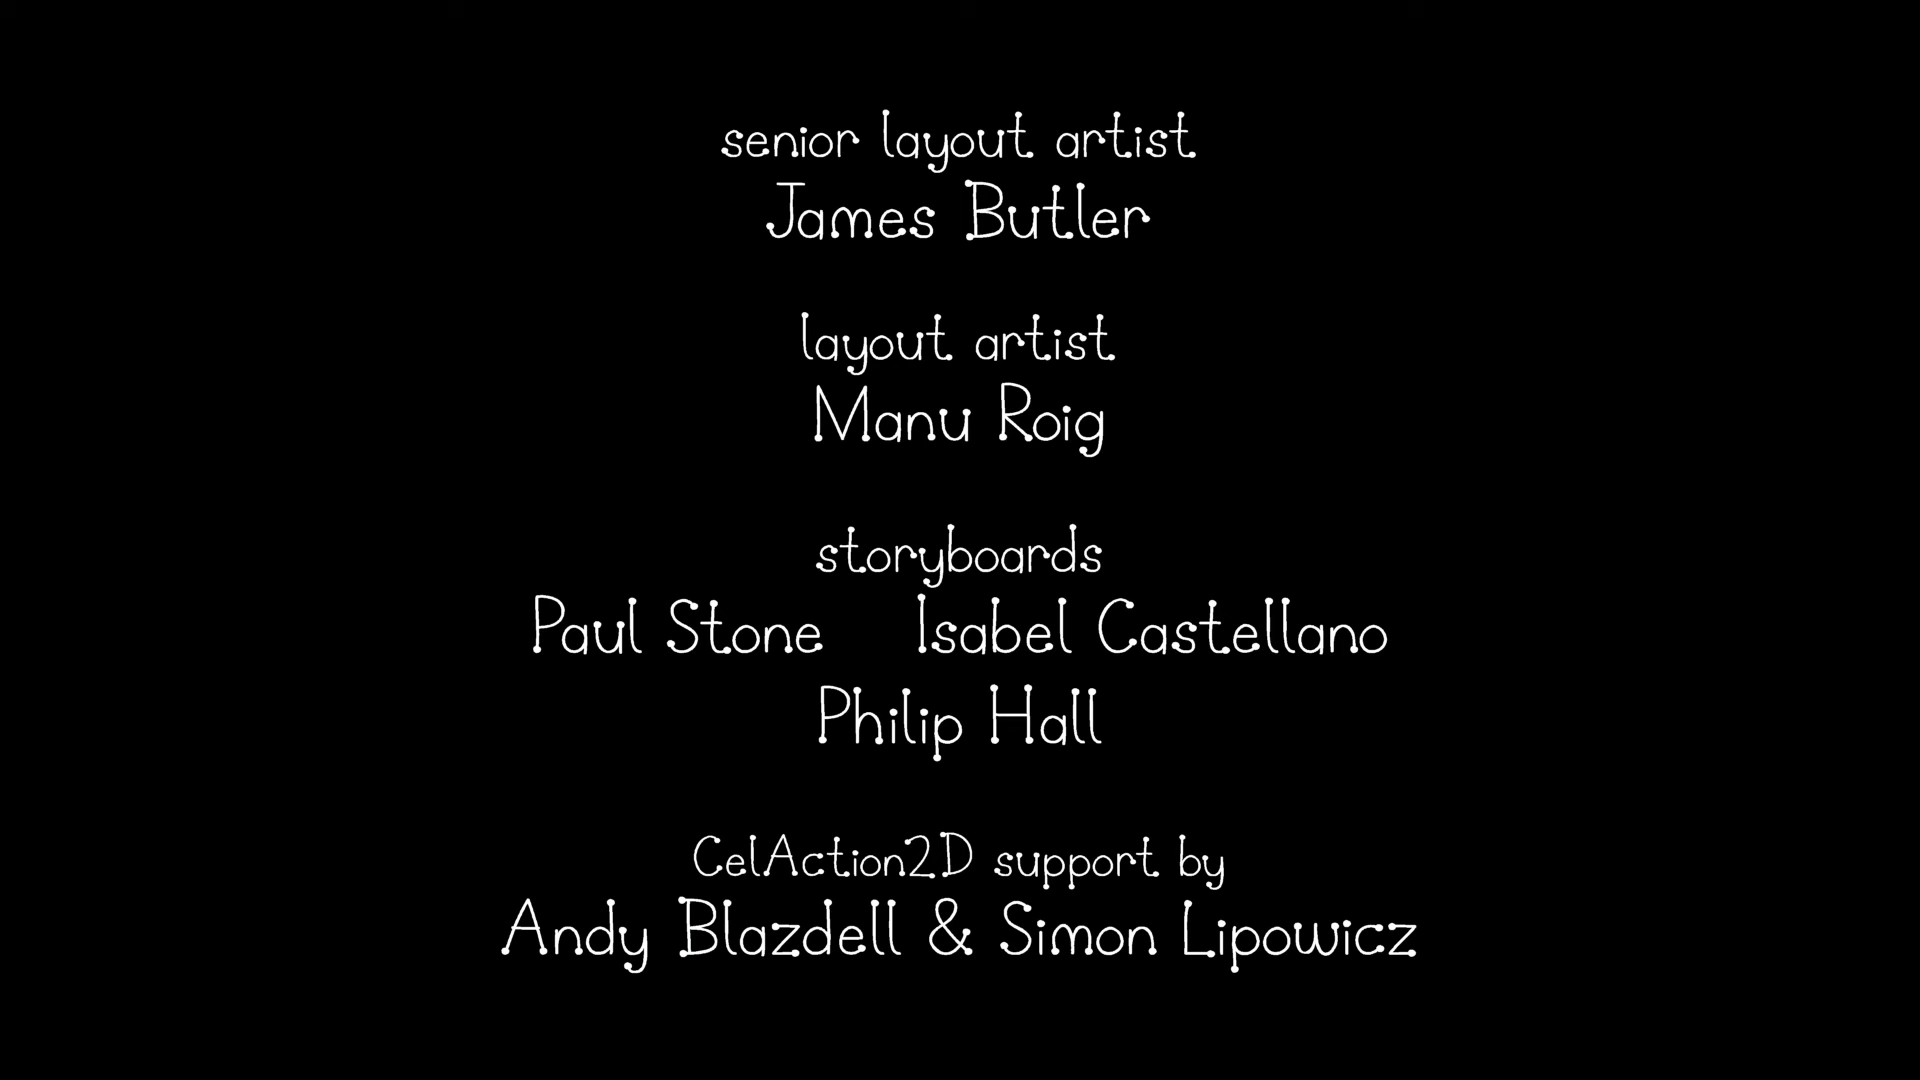 senior layout artist
James Butler
layout artist
Manu Roig
storyboards
Paul Stone Isabel Castellano
Philip Hall
CelAction2D support by
Andy Blazdell & Simon Lipowicz